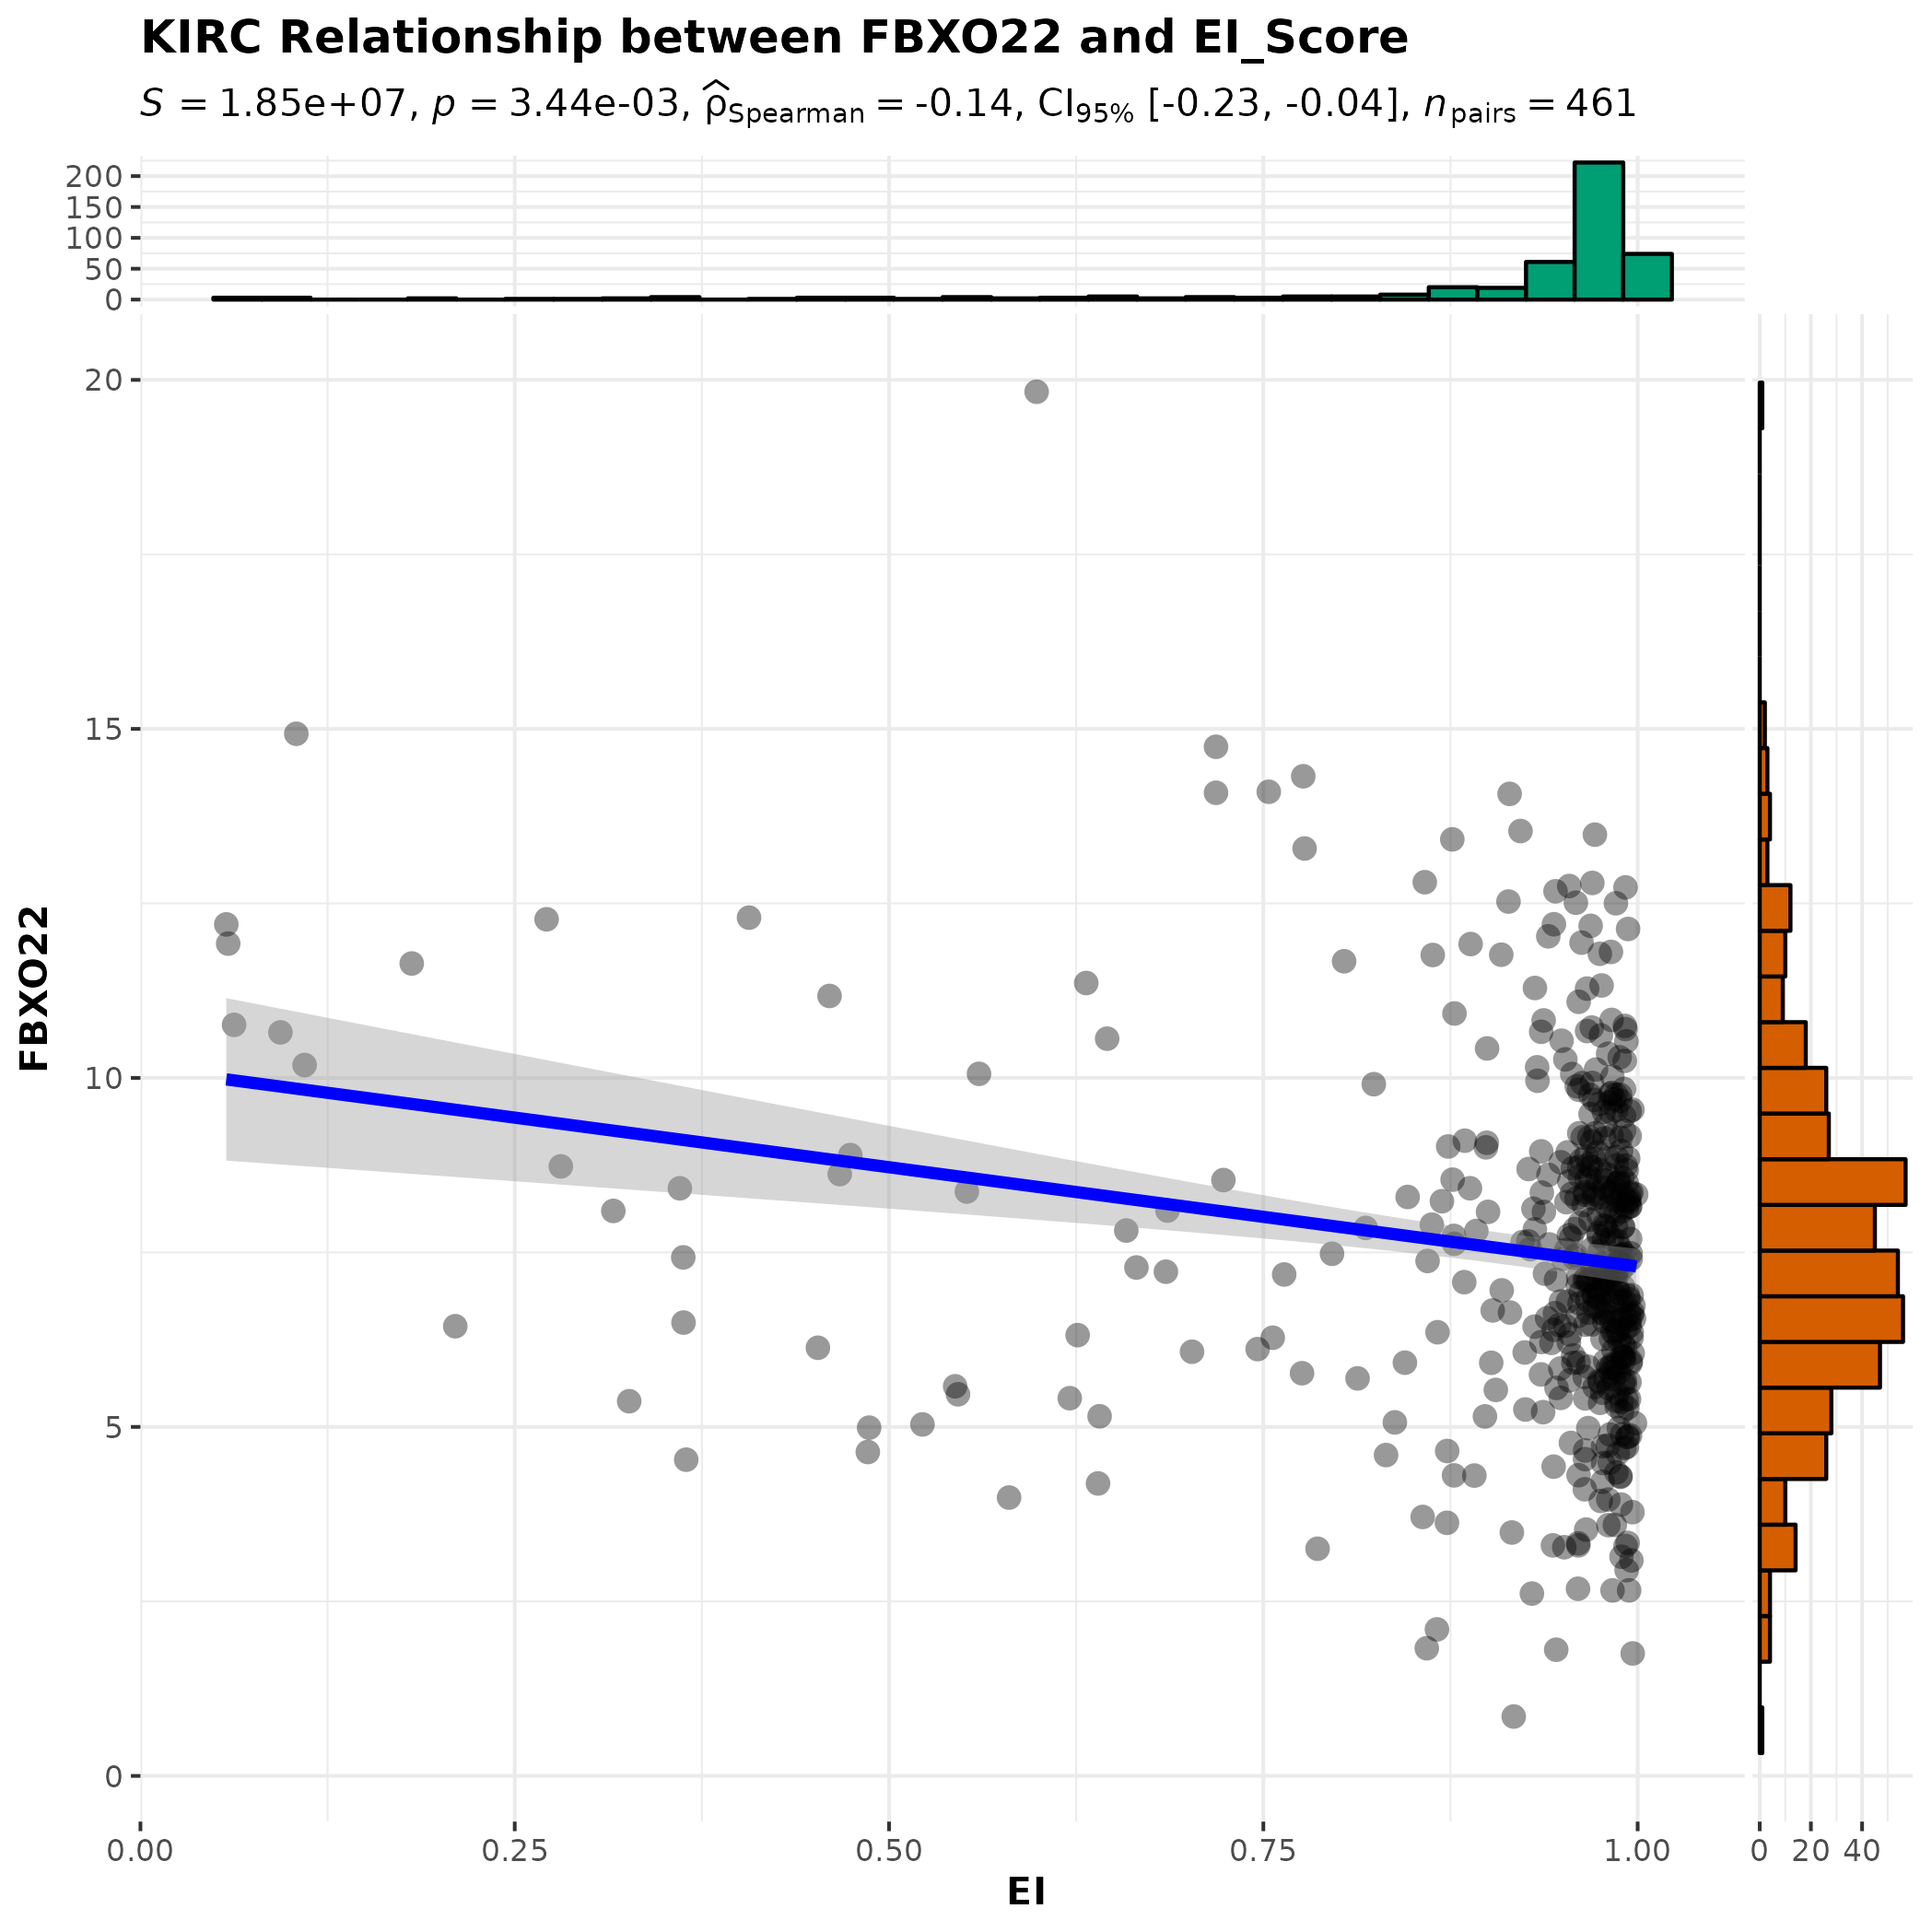 KIRC Relationship between FBXO22 and EI_Score
S = 1.85e+07, p = 3.44e-03, ρ̂Spearman = -0.14, CI95% [-0.23, -0.04], npairs = 461
200
150
100
50
0
20
15
10
5
0
FBXO22
0.00 0.25 0.50 0.75 1.00
0 20 40
EI